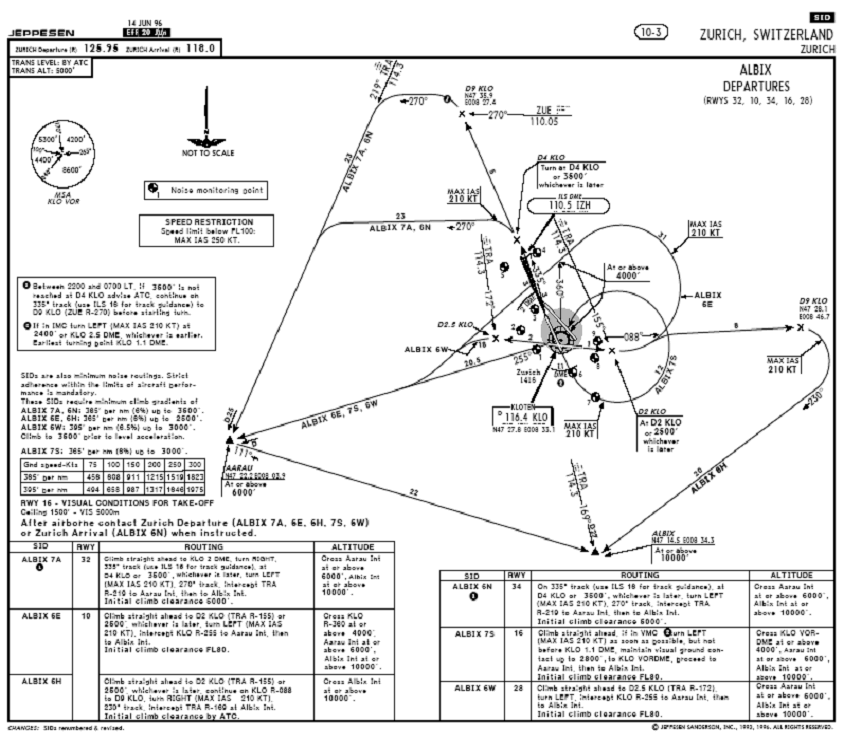 14 JUN 96
JEPPESEN
EFF 20 Jun
SID
10-3
ZURICH, SWITZERLAND
ZURICH
ZURICH Departure (R) 125.95 ZURICH Arrival (R) 118.0
TRANS LEVEL: BY ATC
TRANS ALT: 5000'
ALBIX
DEPARTURES
(RWYS 32, 10, 34, 16, 28)
5300'
4200'
4400'
8600'
MSA
KLO VOR
NOT TO SCALE
1 Noise monitoring point
SPEED RESTRICTION
Speed limit below FL100:
MAX IAS 250 KT.
TRA
114.3
219°
270°
D9 KLO
N47 35.9
E008 27.4
270°
ZUE
110.05
ALBIX 7A, 6N
23
D4 KLO
Turn at D4 KLO
or 3500'
whichever is later
MAX IAS
210 KT
ILS DME
110.5 IZH
23
ALBIX 7A, 6N
270°
MAX IAS
210 KT
At or above
4000'
ALBIX
6E
TRA
114.3
172°
335°
360°
155°
D2.5 KLO
ALBIX 6W
255°
20.5
088°
D9 KLO
N47 28.1
E008 46.7
MAX IAS
210 KT
230°
Zurich
1416
KLOTEN
116.4 KLO
N47 27.8 E008 33.1
MAX IAS
210 KT
D2 KLO
At D2 KLO
or 2500'
whichever
is later
ALBIX 7S
ALBIX 6E, 7S, 6W
20
ALBIX 6H
22
AARAU
At or above
6000'
TRA
114.3
169°
ALBIX
N47 14.5 E008 34.3
At or above
10000'
Between 2200 and 0700 LT, if 3500' is not
reached at D4 KLO advise ATC, continue on
335° track (use ILS 16 for track guidance) to
D9 KLO (ZUE R-270) before starting turn.
If in IMC turn LEFT (MAX IAS 210 KT) at
2400' or KLO 2.5 DME, whichever is earlier.
Earliest turning point KLO 1.1 DME.
SIDs are also minimum noise routings. Strict
adherence within the limits of aircraft perfor-
mance is mandatory.
These SIDs require minimum climb gradients of
ALBIX 7A, 6N: 365' per nm (6%) up to 3500'.
ALBIX 6E, 6H: 365' per nm (6%) up to 2500'.
ALBIX 6W: 395' per nm (6.5%) up to 3000'.
Climb to 3500' prior to level acceleration.
ALBIX 7S: 365' per nm (6%) up to 3000'.
Gnd speed-Kts 75 100 150 200 250 300
365' per nm 456 608 911 1215 1519 1823
395' per nm 494 658 987 1317 1646 1975
RWY 16 - VISUAL CONDITIONS FOR TAKE-OFF
Ceiling 1500' - VIS 5000m
After airborne contact Zurich Departure (ALBIX 7A, 6E, 6H, 7S, 6W)
or Zurich Arrival (ALBIX 6N) when instructed.
SID RWY ROUTING ALTITUDE
ALBIX 7A 32 Climb straight ahead to KLO 2 DME, turn RIGHT,
335° track (use ILS 16 for track guidance), at
D4 KLO or 3500', whichever is later, turn LEFT
(MAX IAS 210 KT), 270° track, intercept TRA
R-219 to Aarau Int, then to Albix Int.
Initial climb clearance 5000'.
Cross Aarau Int
at or above
6000', Albix Int
at or above
10000'.
ALBIX 6E 10 Climb straight ahead to D2 KLO (TRA R-155) or
2500', whichever is later, turn LEFT (MAX IAS
210 KT), intercept KLO R-255 to Aarau Int, then
to Albix Int.
Initial climb clearance FL80.
Cross KLO
R-360 at or
above 4000',
Aarau Int at or
above 6000',
Albix Int at or
above 10000'.
ALBIX 6H Climb straight ahead to D2 KLO (TRA R-155) or
2500', whichever is later, continue on KLO R-088
to D9 KLO, turn RIGHT (MAX IAS 210 KT),
230° track, intercept TRA R-169 at Albix Int.
Initial climb clearance by ATC.
Cross Albix Int
at or above
10000'.
SID RWY ROUTING ALTITUDE
ALBIX 6N 34 On 335° track (use ILS 16 for track guidance), at
D4 KLO or 3500', whichever is later, turn LEFT
(MAX IAS 210 KT), 270° track, intercept TRA
R-219 to Aarau Int, then to Albix Int.
Initial climb clearance 5000'.
Cross Aarau Int
at or above 6000',
Albix Int at or
above 10000'.
ALBIX 7S 16 Climb straight ahead, if in VMC turn LEFT
(MAX IAS 210 KT) as soon as possible, but not
before KLO 1.1 DME, maintain visual ground con-
tact up to 2800', to KLO VORDME, proceed to
Aarau Int, then to Albix Int.
Initial climb clearance FL80.
Cross KLO VOR-
DME at or above
4000', Aarau Int
at or above 6000',
Albix Int at or
above 10000'.
ALBIX 6W 28 Climb straight ahead to D2.5 KLO (TRA R-172),
turn LEFT, intercept KLO R-255 to Aarau Int, then
to Albix Int.
Initial climb clearance FL80.
Cross Aarau Int
at or above 6000',
Albix Int at or
above 10000'.
CHANGES: SIDs renumbered & revised.
© JEPPESEN SANDERSON, INC., 1992, 1996. ALL RIGHTS RESERVED.